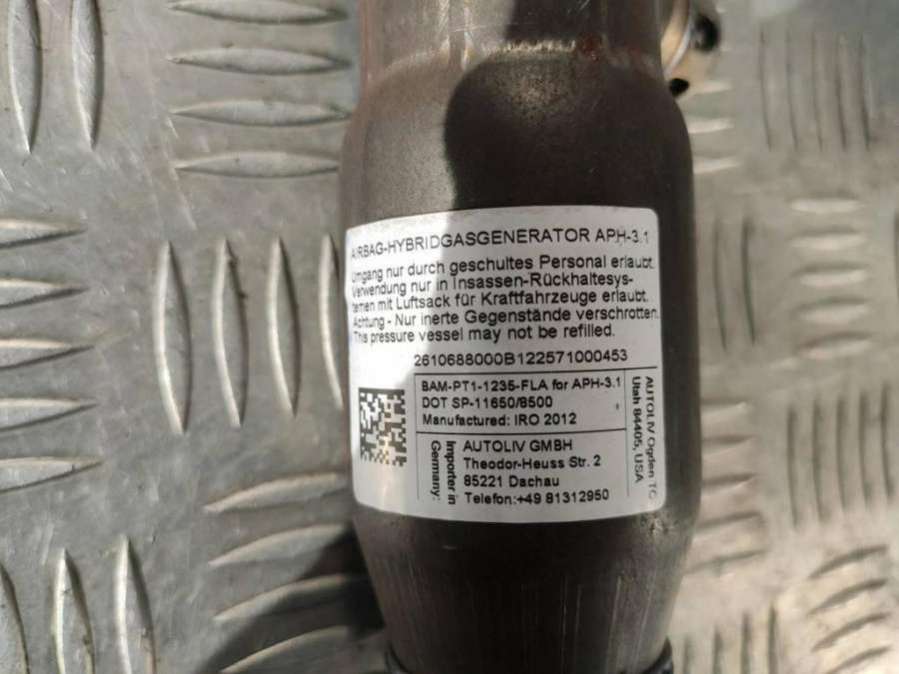 AIRBAG-HYBRIDGASGENERATOR APH-3.1
Umgang nur durch geschultes Personal erlaubt.
Verwendung nur in Insassen-Rückhaltesys-
temen mit Luftsack für Kraftfahrzeuge erlaubt.
Achtung - Nur inerte Gegenstände verschrotten.
This pressure vessel may not be refilled.
2610688000B122571000453
BAM-PT1-1235-FLA for APH-3.1
DOT SP-11650/8500
Manufactured: IRO 2012
AUTOLIV Ogden TC
Utah 84405, USA
Importer in
Germany:
AUTOLIV GMBH
Theodor-Heuss Str. 2
85221 Dachau
Telefon:+49 81312950